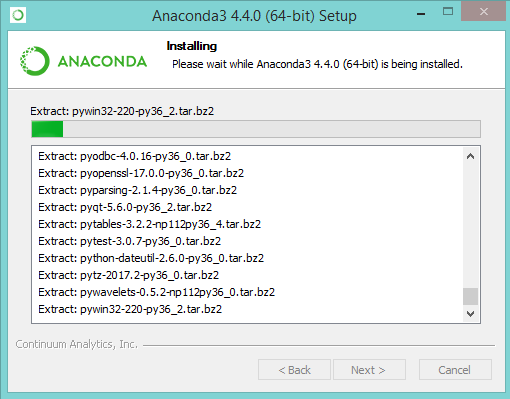 Anaconda3 4.4.0 (64-bit) Setup
ANACONDA
Installing
Please wait while Anaconda3 4.4.0 (64-bit) is being installed.
Extract: pywin32-220-py36_2.tar.bz2
Extract: pyodbc-4.0.16-py36_0.tar.bz2
Extract: pyopenssl-17.0.0-py36_0.tar.bz2
Extract: pyparsing-2.1.4-py36_0.tar.bz2
Extract: pyqt-5.6.0-py36_2.tar.bz2
Extract: pytables-3.2.2-np112py36_4.tar.bz2
Extract: pytest-3.0.7-py36_0.tar.bz2
Extract: python-dateutil-2.6.0-py36_0.tar.bz2
Extract: pytz-2017.2-py36_0.tar.bz2
Extract: pywavelets-0.5.2-np112py36_0.tar.bz2
Extract: pywin32-220-py36_2.tar.bz2
Continuum Analytics, Inc.
< Back
Next >
Cancel